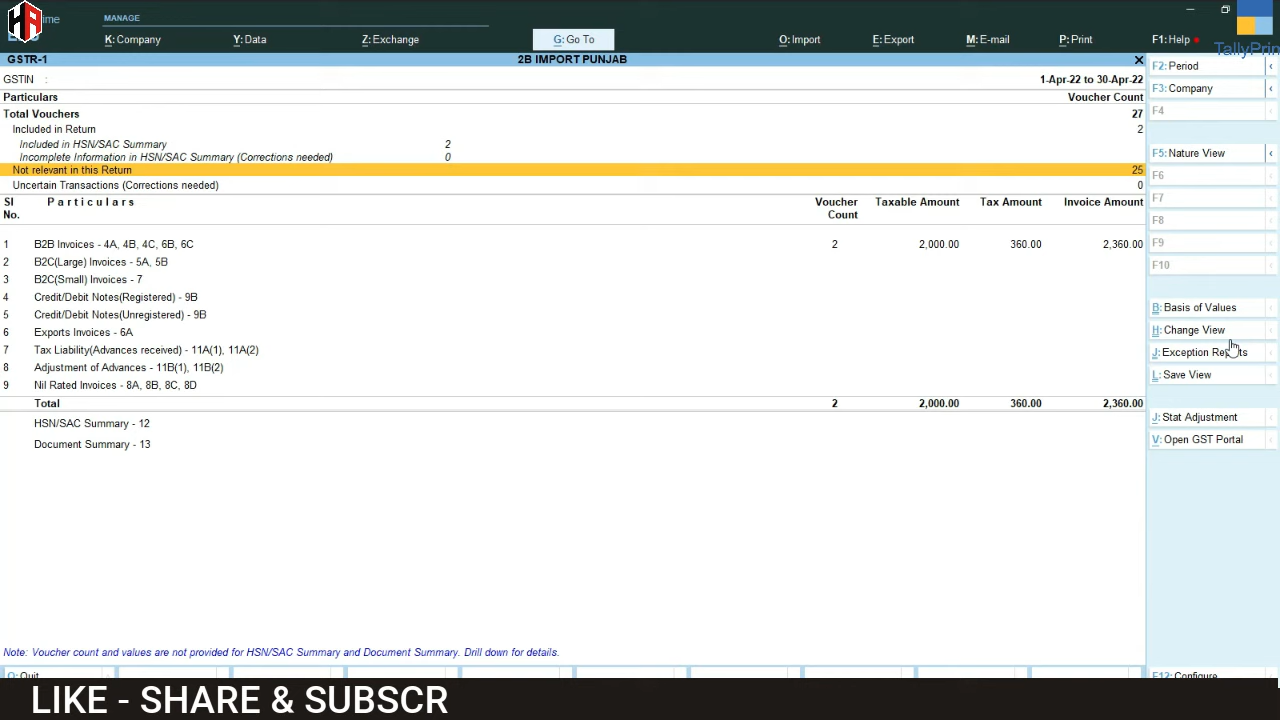 ime
MANAGE
K: Company Y: Data Z: Exchange G: Go To O: Import E: Export M: E-mail P: Print F1: Help
TallyPrim
GSTR-1 2B IMPORT PUNJAB
GSTIN : 1-Apr-22 to 30-Apr-22
Particulars Voucher Count
Total Vouchers 27
Included in Return 2
Included in HSN/SAC Summary 2
Incomplete Information in HSN/SAC Summary (Corrections needed) 0
Not relevant in this Return 25
Uncertain Transactions (Corrections needed) 0
Sl No. Particulars Voucher Count Taxable Amount Tax Amount Invoice Amount
1 B2B Invoices - 4A, 4B, 4C, 6B, 6C 2 2,000.00 360.00 2,360.00
2 B2C(Large) Invoices - 5A, 5B
3 B2C(Small) Invoices - 7
4 Credit/Debit Notes(Registered) - 9B
5 Credit/Debit Notes(Unregistered) - 9B
6 Exports Invoices - 6A
7 Tax Liability(Advances received) - 11A(1), 11A(2)
8 Adjustment of Advances - 11B(1), 11B(2)
9 Nil Rated Invoices - 8A, 8B, 8C, 8D
Total 2 2,000.00 360.00 2,360.00
HSN/SAC Summary - 12
Document Summary - 13
Note: Voucher count and values are not provided for HSN/SAC Summary and Document Summary. Drill down for details.
F2: Period
F3: Company
F4
F5: Nature View
F6
F7
F8
F9
F10
B: Basis of Values
H: Change View
J: Exception Reports
L: Save View
J: Stat Adjustment
V: Open GST Portal
Q: Quit F12: Configure
LIKE - SHARE & SUBSCR